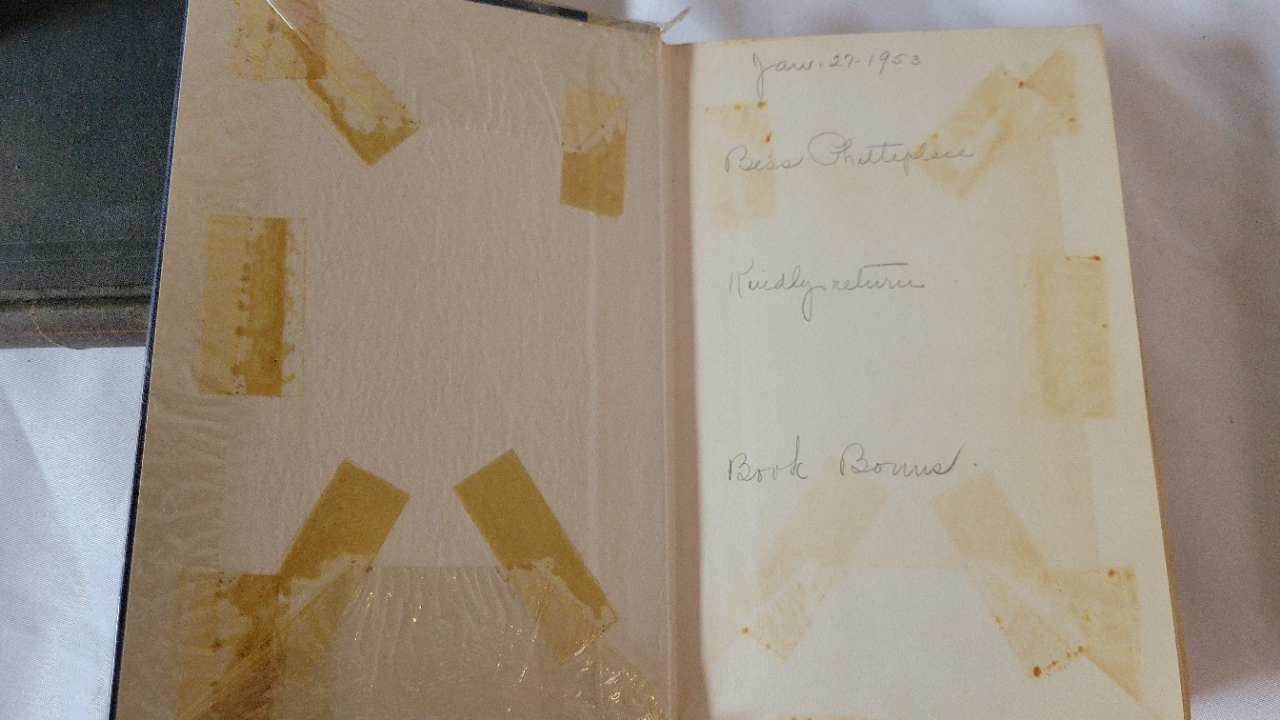 Jan. 27-1953
Bess Phetteplace
Kindly return
Book Bonus.